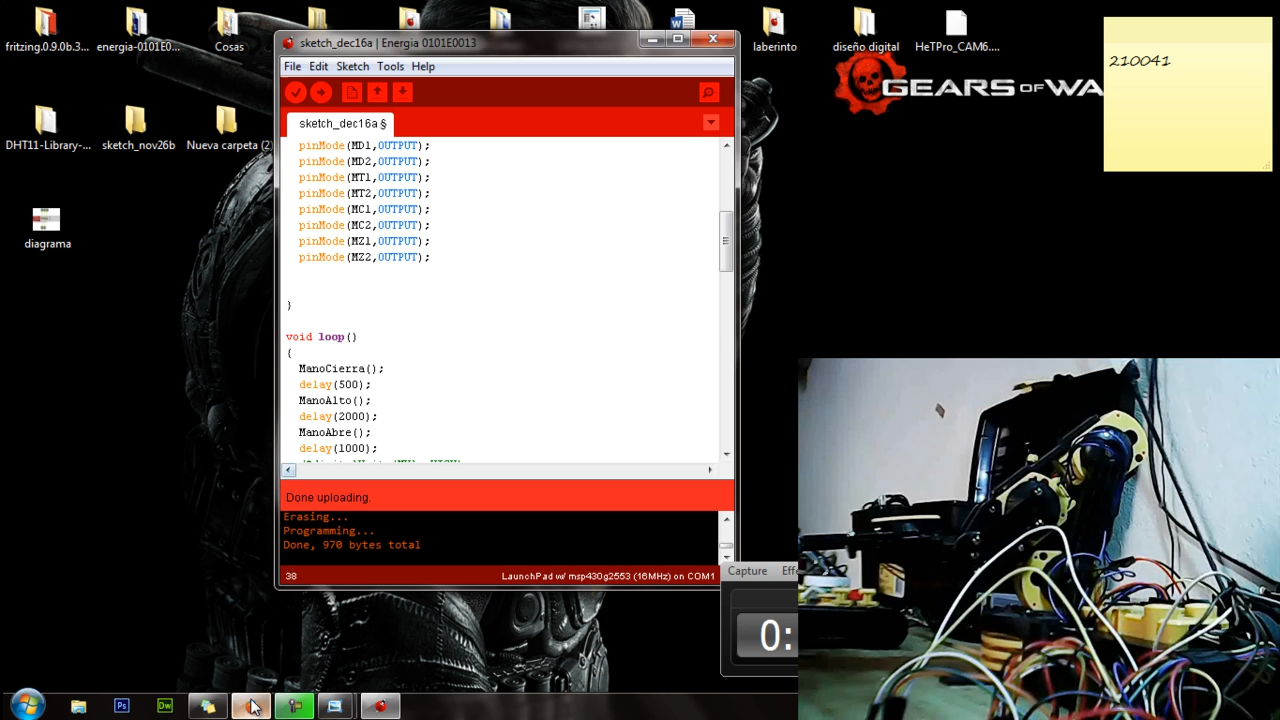 fritzing.0.9.0b.3...
energia-0101E0...
Cosas
laberinto
diseño digital
HeTPro_CAM6....
DHT11-Library-...
sketch_nov26b
Nueva carpeta (2)
diagrama
210041
GEARS OF WA
sketch_dec16a | Energia 0101E0013
File Edit Sketch Tools Help
sketch_dec16a §
pinMode(MD1,OUTPUT);
pinMode(MD2,OUTPUT);
pinMode(MT1,OUTPUT);
pinMode(MT2,OUTPUT);
pinMode(MC1,OUTPUT);
pinMode(MC2,OUTPUT);
pinMode(MZ1,OUTPUT);
pinMode(MZ2,OUTPUT);
}
void loop()
{
ManoCierra();
delay(500);
ManoAlto();
delay(2000);
ManoAbre();
delay(1000);
Done uploading.
Erasing...
Programming...
Done, 970 bytes total
38
LaunchPad w/ msp430g2553 (16MHz) on COM1
Capture Effe
0:
Ps
Dw